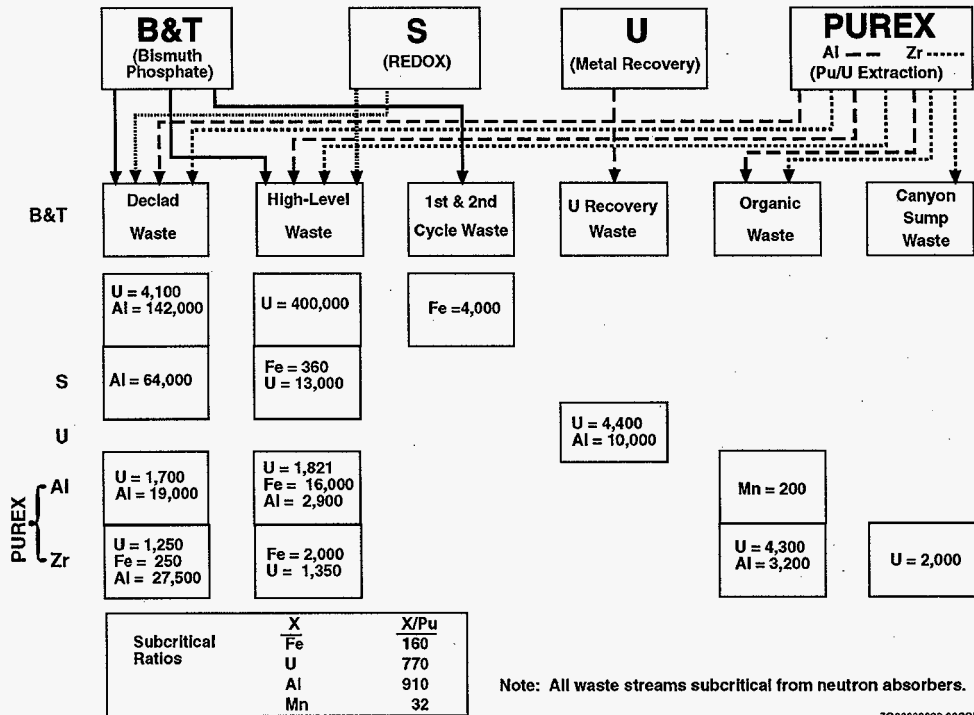 B&T
(Bismuth
Phosphate)
S
(REDOX)
U
(Metal Recovery)
PUREX
Al Zr
(Pu/U Extraction)
B&T
Declad
Waste
High-Level
Waste
1st & 2nd
Cycle Waste
U Recovery
Waste
Organic
Waste
Canyon
Sump
Waste
U = 4,100
Al = 142,000
U = 400,000
Fe =4,000
S
Al = 64,000
Fe = 360
U = 13,000
U
U = 4,400
Al = 10,000
PUREX
Al
U = 1,700
Al = 19,000
U = 1,821
Fe = 16,000
Al = 2,900
Mn = 200
Zr
U = 1,250
Fe = 250
Al = 27,500
Fe = 2,000
U = 1,350
U = 4,300
Al = 3,200
U = 2,000
Subcritical
Ratios
X X/Pu
Fe 160
U 770
Al 910
Mn 32
Note: All waste streams subcritical from neutron absorbers.